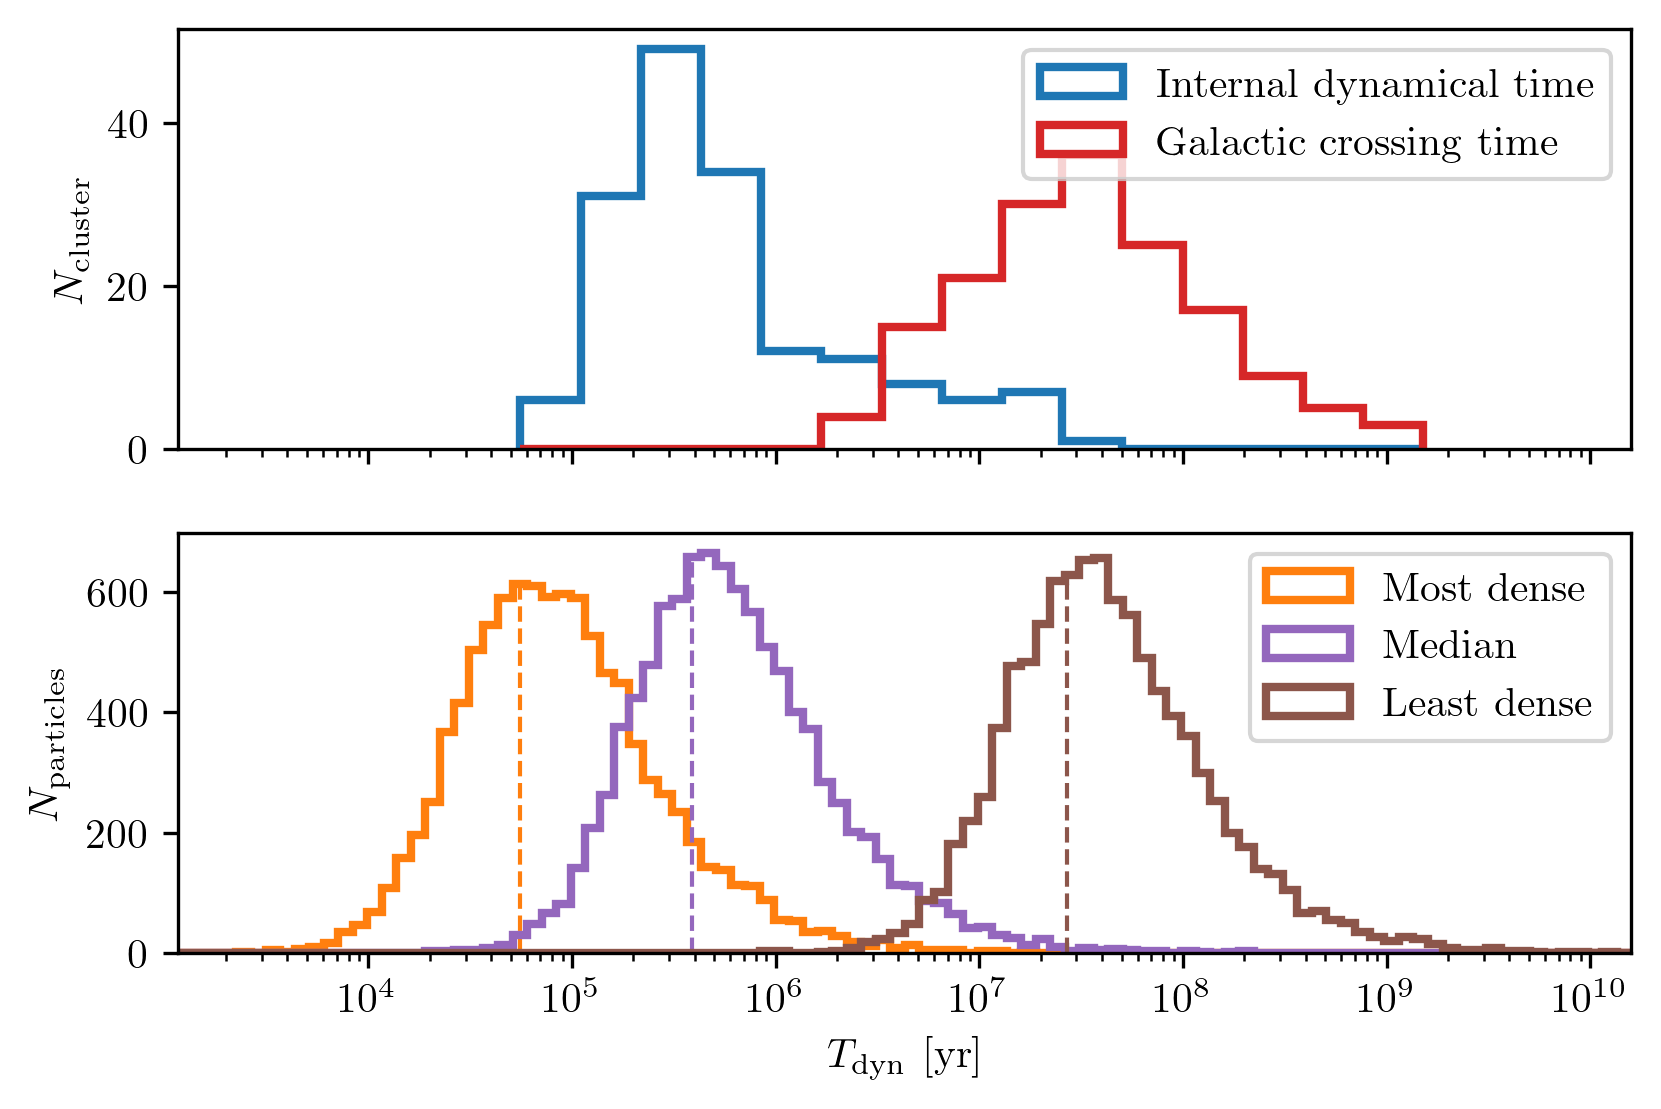 N_cluster
40
20
0
Internal dynamical time
Galactic crossing time
N_particles
600
400
200
0
Most dense
Median
Least dense
10^4 10^5 10^6 10^7 10^8 10^9 10^10
T_dyn [yr]